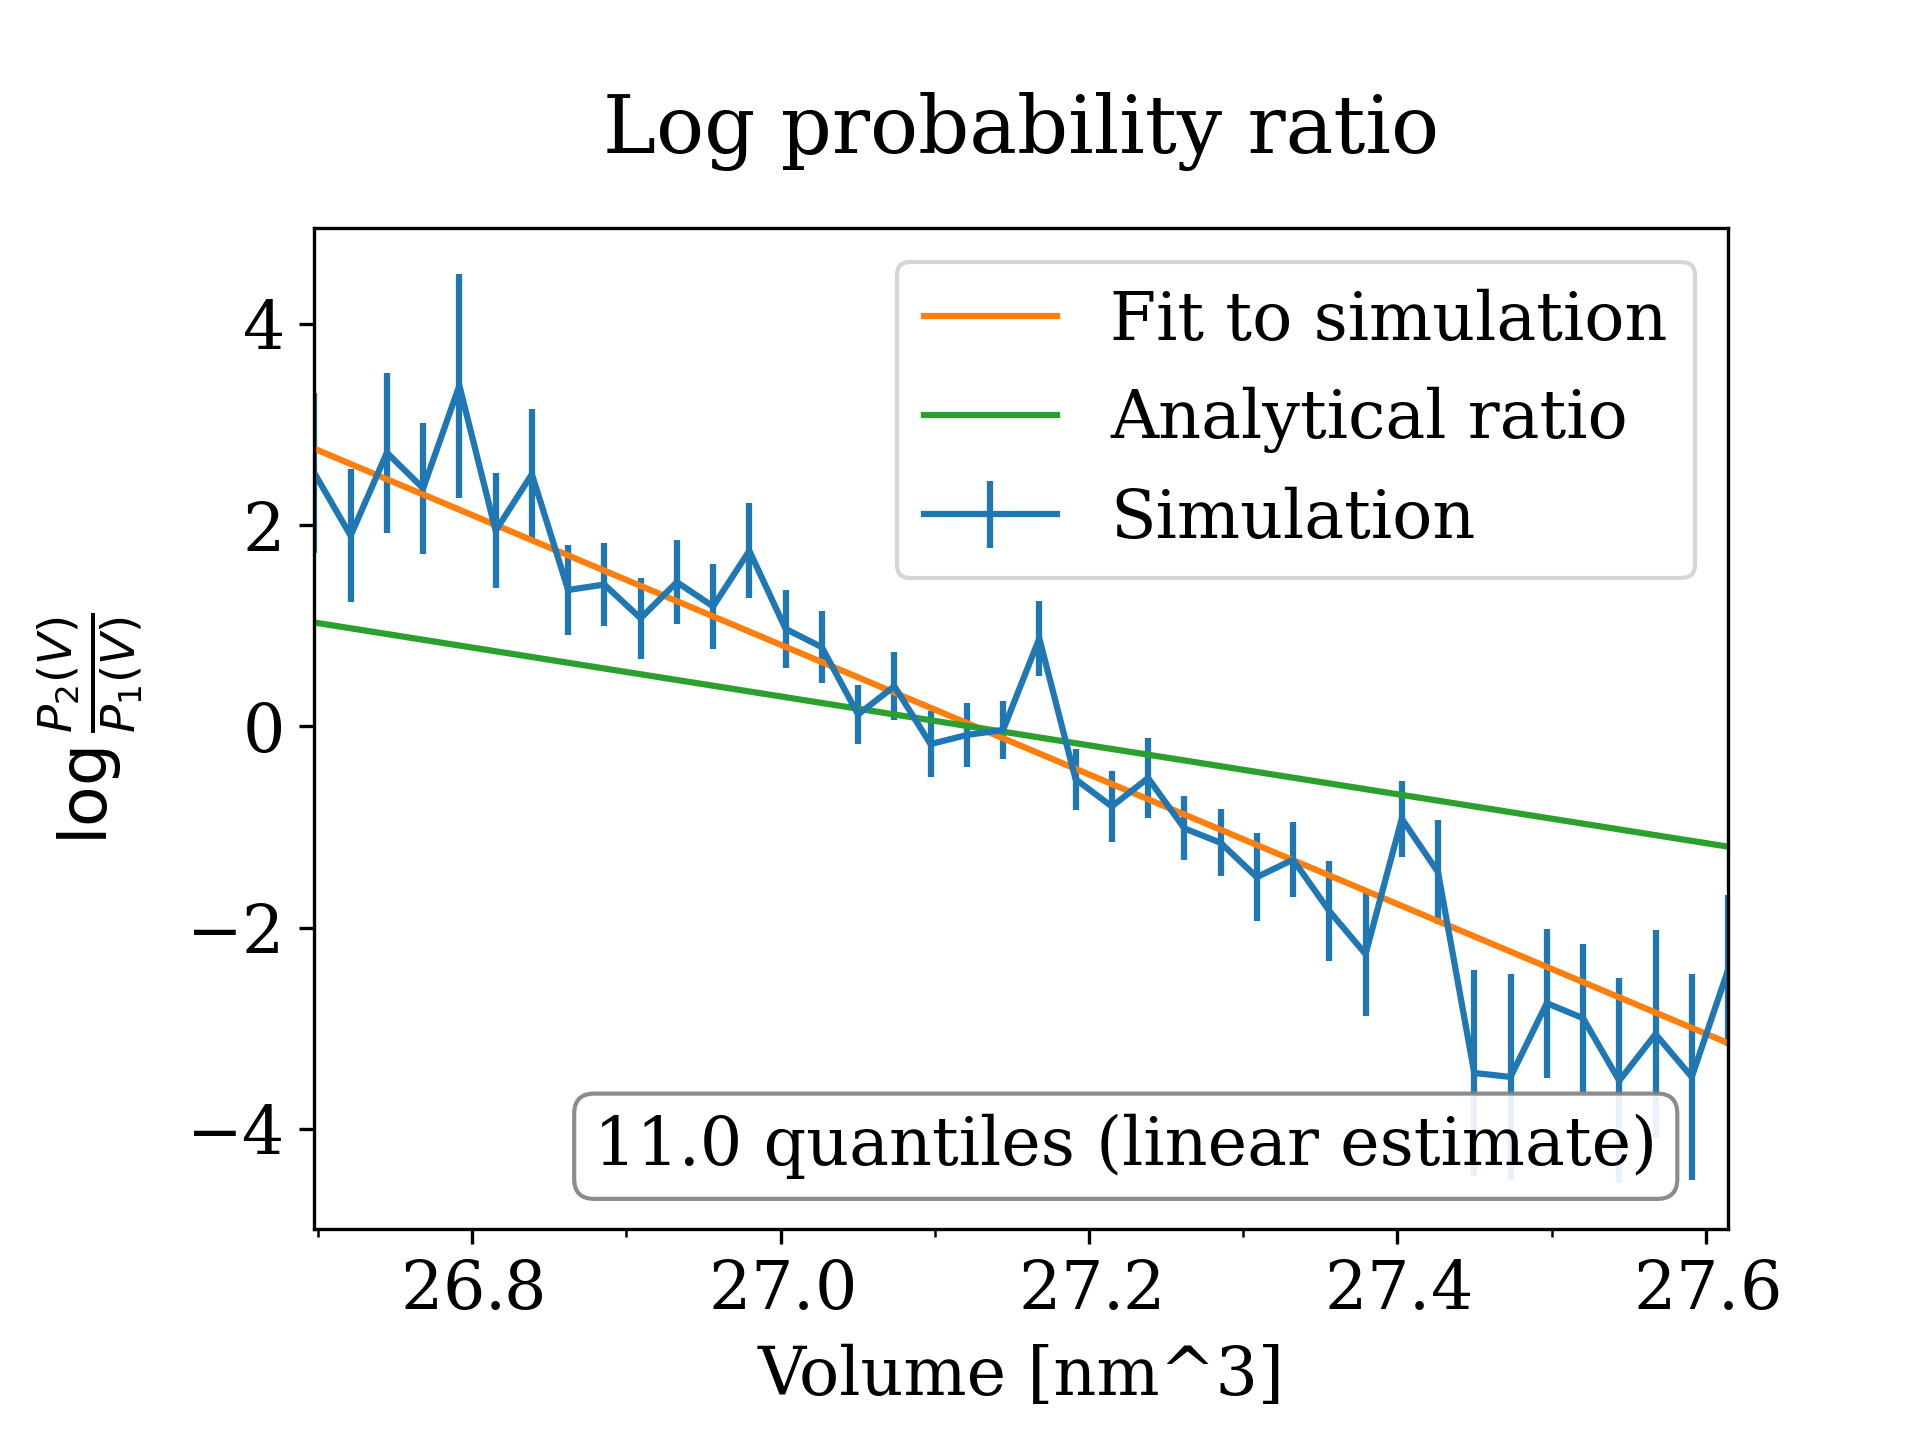 Log probability ratio
Fit to simulation
Analytical ratio
Simulation
4
2
0
−2
−4
log P₂(V)/P₁(V)
11.0 quantiles (linear estimate)
26.8 27.0 27.2 27.4 27.6
Volume [nm^3]